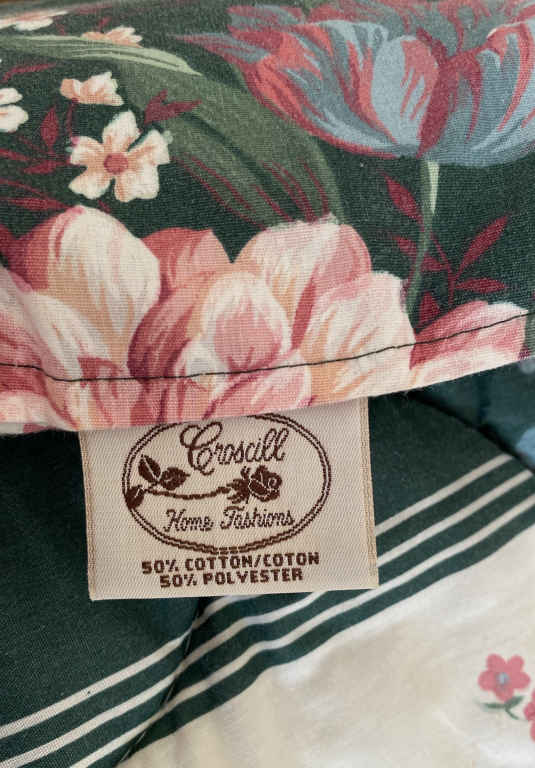 Croscill
Home Fashions
50% COTTON/COTON
50% POLYESTER